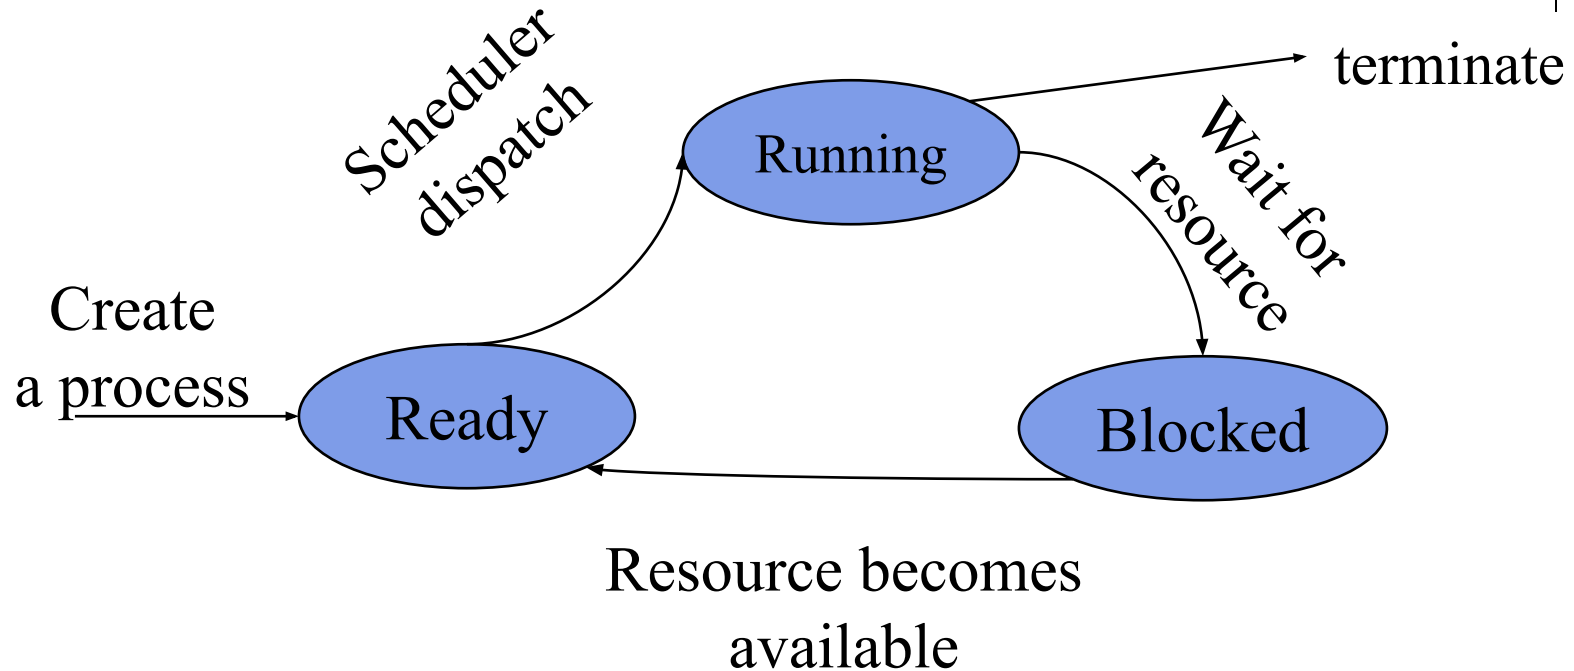 Scheduler
dispatch
terminate
Running
Wait for
resource
Create
a process
Ready
Blocked
Resource becomes
available